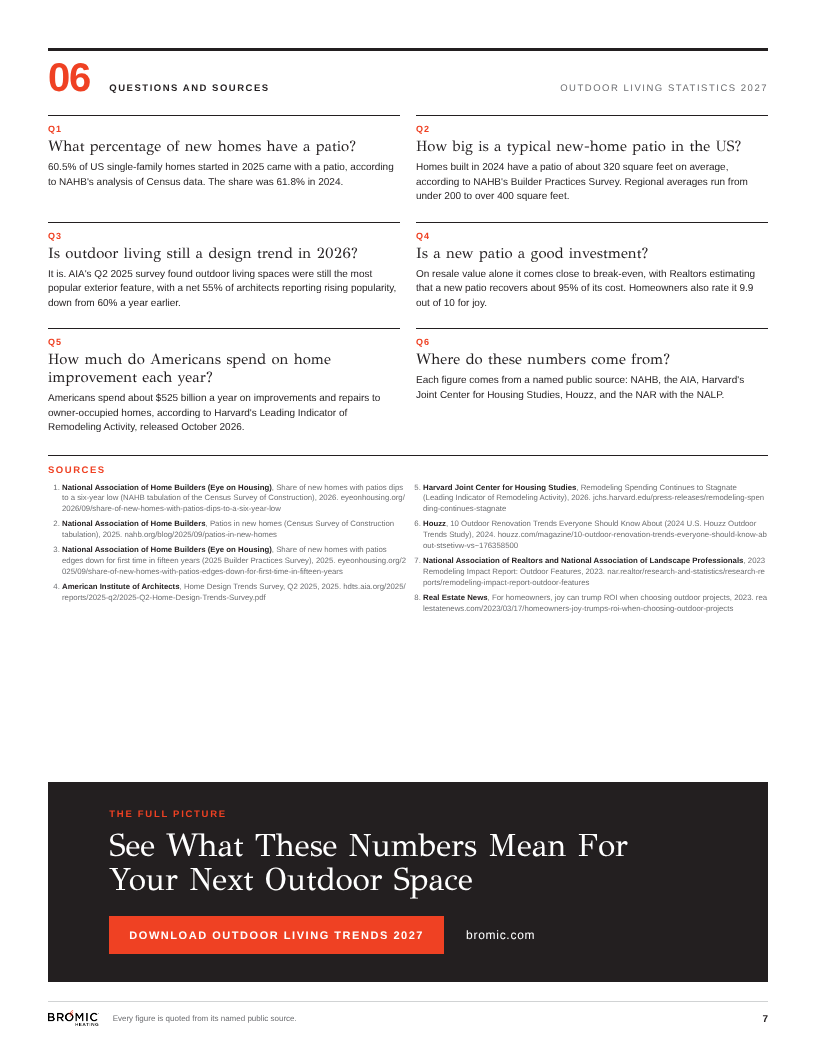 06
QUESTIONS AND SOURCES
OUTDOOR LIVING STATISTICS 2027
Q1
What percentage of new homes have a patio?
60.5% of US single-family homes started in 2025 came with a patio, according
to NAHB's analysis of Census data. The share was 61.8% in 2024.
Q2
How big is a typical new-home patio in the US?
Homes built in 2024 have a patio of about 320 square feet on average,
according to NAHB's Builder Practices Survey. Regional averages run from
under 200 to over 400 square feet.
Q3
Is outdoor living still a design trend in 2026?
It is. AIA's Q2 2025 survey found outdoor living spaces were still the most
popular exterior feature, with a net 55% of architects reporting rising popularity,
down from 60% a year earlier.
Q4
Is a new patio a good investment?
On resale value alone it comes close to break-even, with Realtors estimating
that a new patio recovers about 95% of its cost. Homeowners also rate it 9.9
out of 10 for joy.
Q5
How much do Americans spend on home
improvement each year?
Americans spend about $525 billion a year on improvements and repairs to
owner-occupied homes, according to Harvard's Leading Indicator of
Remodeling Activity, released October 2026.
Q6
Where do these numbers come from?
Each figure comes from a named public source: NAHB, the AIA, Harvard's
Joint Center for Housing Studies, Houzz, and the NAR with the NALP.
SOURCES
1. National Association of Home Builders (Eye on Housing), Share of new homes with patios dips
to a six-year low (NAHB tabulation of the Census Survey of Construction), 2026. eyeonhousing.org/
2026/09/share-of-new-homes-with-patios-dips-to-a-six-year-low
2. National Association of Home Builders, Patios in new homes (Census Survey of Construction
tabulation), 2025. nahb.org/blog/2025/09/patios-in-new-homes
3. National Association of Home Builders (Eye on Housing), Share of new homes with patios
edges down for first time in fifteen years (2025 Builder Practices Survey), 2025. eyeonhousing.org/2
025/09/share-of-new-homes-with-patios-edges-down-for-first-time-in-fifteen-years
4. American Institute of Architects, Home Design Trends Survey, Q2 2025, 2025. hdts.aia.org/2025/
reports/2025-q2/2025-Q2-Home-Design-Trends-Survey.pdf
5. Harvard Joint Center for Housing Studies, Remodeling Spending Continues to Stagnate
(Leading Indicator of Remodeling Activity), 2026. jchs.harvard.edu/press-releases/remodeling-spen
ding-continues-stagnate
6. Houzz, 10 Outdoor Renovation Trends Everyone Should Know About (2024 U.S. Houzz Outdoor
Trends Study), 2024. houzz.com/magazine/10-outdoor-renovation-trends-everyone-should-know-ab
out-stsetivw-vs~176358500
7. National Association of Realtors and National Association of Landscape Professionals, 2023
Remodeling Impact Report: Outdoor Features, 2023. nar.realtor/research-and-statistics/research-re
ports/remodeling-impact-report-outdoor-features
8. Real Estate News, For homeowners, joy can trump ROI when choosing outdoor projects, 2023. rea
lestatenews.com/2023/03/17/homeowners-joy-trumps-roi-when-choosing-outdoor-projects
THE FULL PICTURE
See What These Numbers Mean For
Your Next Outdoor Space
DOWNLOAD OUTDOOR LIVING TRENDS 2027
bromic.com
BROMIC
HEATING
Every figure is quoted from its named public source.
7